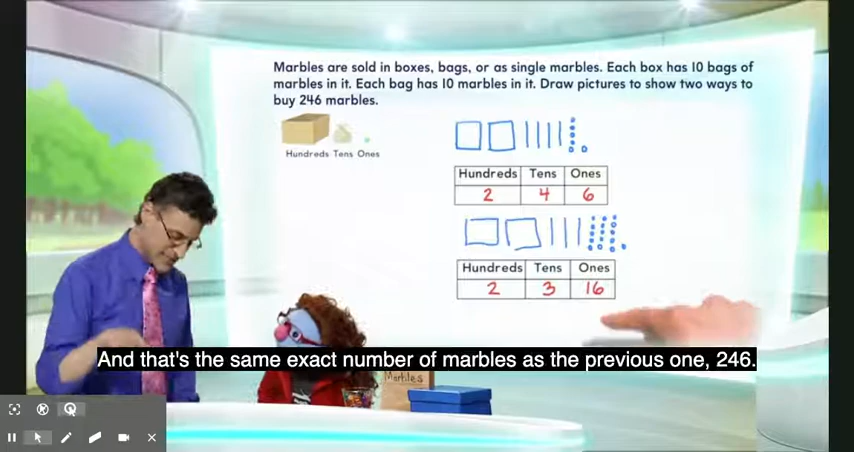 Marbles are sold in boxes, bags, or as single marbles. Each box has 10 bags of
marbles in it. Each bag has 10 marbles in it. Draw pictures to show two ways to
buy 246 marbles.
Hundreds Tens Ones
Hundreds Tens Ones
2 4 6
Hundreds Tens Ones
2 3 16
And that's the same exact number of marbles as the previous one, 246.
Marbles